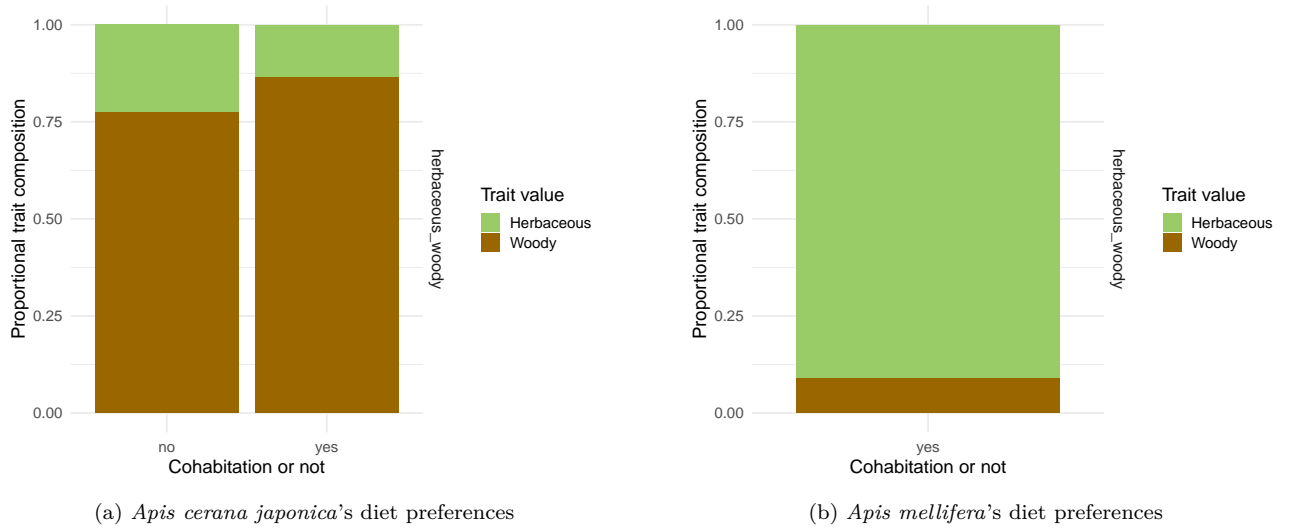 1.00
0.75
0.50
0.25
0.00
Proportional trait composition
no
yes
Cohabitation or not
herbaceous_woody
Trait value
Herbaceous
Woody
(a) Apis cerana japonica's diet preferences
1.00
0.75
0.50
0.25
0.00
Proportional trait composition
yes
Cohabitation or not
herbaceous_woody
Trait value
Herbaceous
Woody
(b) Apis mellifera's diet preferences